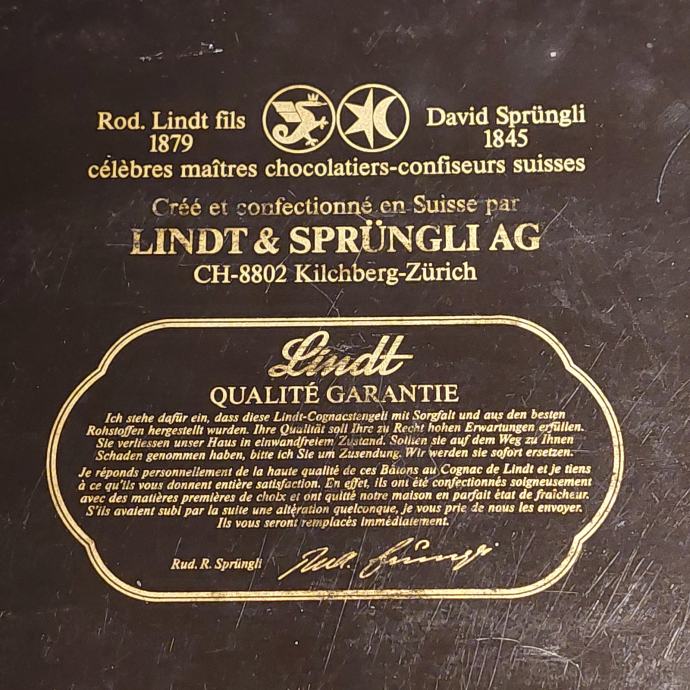 Rod. Lindt fils
1879
David Sprüngli
1845
célèbres maîtres chocolatiers-confiseurs suisses
Créé et confectionné en Suisse par
LINDT & SPRÜNGLI AG
CH-8802 Kilchberg-Zürich
Lindt
QUALITÉ GARANTIE
Ich stehe dafür ein, dass diese Lindt-Cognacstengeli mit Sorgfalt und aus den besten
Rohstoffen hergestellt wurden. Ihre Qualität soll Ihre zu Recht hohen Erwartungen erfüllen.
Sie verliessen unser Haus in einwandfreiem Zustand. Sollten sie auf dem Weg zu Ihnen
Schaden genommen haben, bitte ich Sie um Zusendung. Wir werden sie sofort ersetzen.
Je réponds personnellement de la haute qualité de ces Bâtons au Cognac de Lindt et je tiens
à ce qu'ils vous donnent entière satisfaction. En effet, ils ont été confectionnés soigneusement
avec des matières premières de choix et ont quitté notre maison en parfait état de fraîcheur.
S'ils avaient subi par la suite une altération quelconque, je vous prie de nous les envoyer.
Ils vous seront remplacés immédiatement.
Rud. R. Sprüngli
Rud. Sprüngli